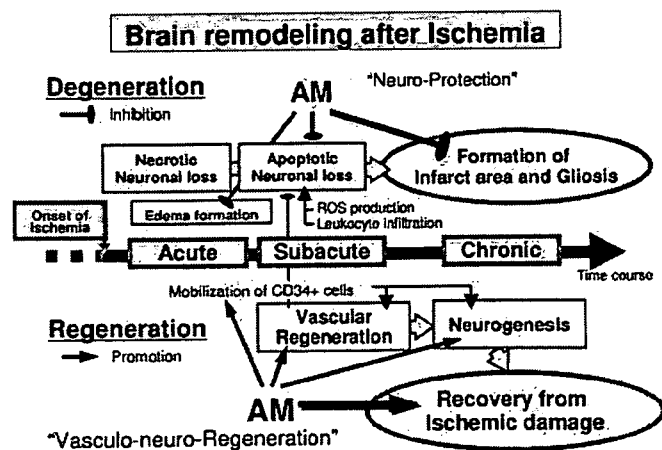 Brain remodeling after Ischemia
Degeneration
Inhibition
AM
"Neuro-Protection"
Necrotic
Neuronal loss
Apoptotic
Neuronal loss
Formation of
Infarct area and Gliosis
Edema formation
ROS production
Leukocyte infiltration
Onset of
Ischemia
Acute
Subacute
Chronic
Time course
Mobilization of CD34+ cells
Regeneration
Promotion
Vascular
Regeneration
Neurogenesis
AM
"Vasculo-neuro-Regeneration"
Recovery from
Ischemic damage